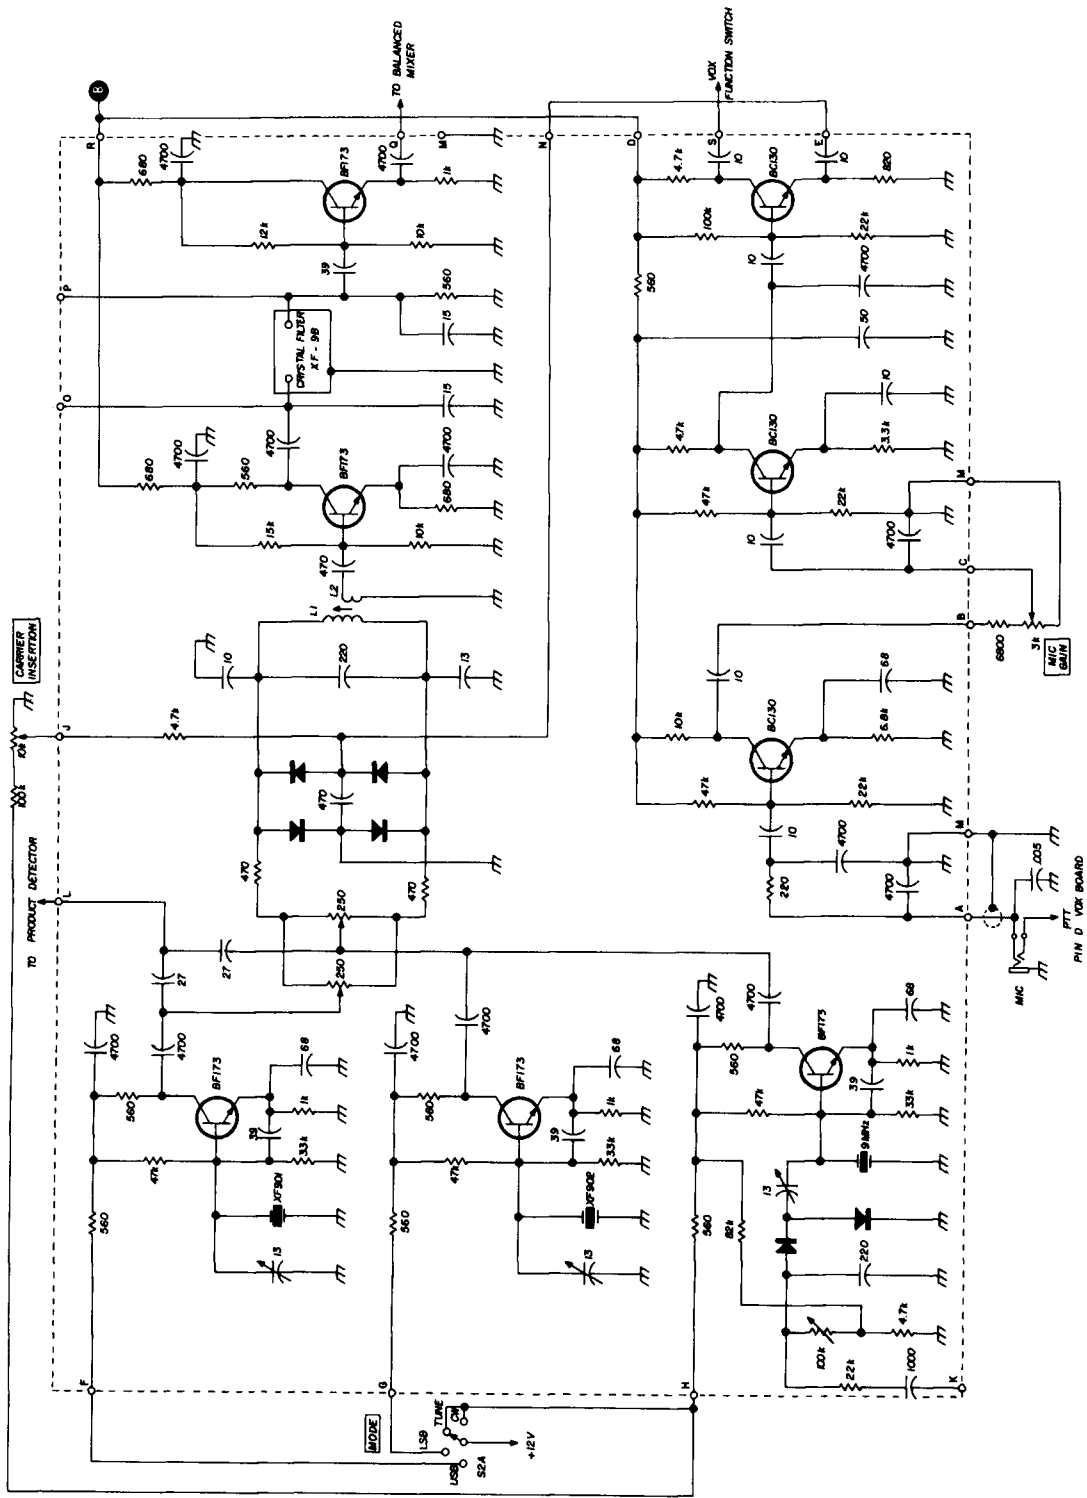 CARRIER
INSERTION
100k
10k
TO PRODUCT DETECTOR
F
L
J
O
P
R
B
560
4700
680
4700
680
4700
47k
560
4700
27
4.7k
15k
560
12k
XF901
BF173
39
33k
1k
68
13
27
470
470
250
250
10
220
13
L1
L2
470
BF173
10k
680
4700
4700
15
CRYSTAL FILTER
XF-9B
39
15
560
BF173
10k
1k
4700
Q
TO BALANCED
MIXER
M
USB
LSB
TUNE
CW
MODE
S2A
+12V
G
560
4700
47k
560
4700
XF902
BF173
39
33k
1k
68
13
470
N
H
560
4700
82k
47k
560
4700
9 MHz
BF173
39
33k
1k
68
13
220
100k
4.7k
22k
1000
K
D
47k
10k
10
BC130
10
22k
6.8k
68
220
4700
4700
47k
47k
BC130
10
22k
3.3k
10
4700
560
50
4700
100k
4.7k
10
BC130
22k
820
10
S
10
E
VOX
FUNCTION SWITCH
A
M
B
C
M
MIC
PTT
PIN D VOX BOARD
.005
6800
3k
MIC
GAIN